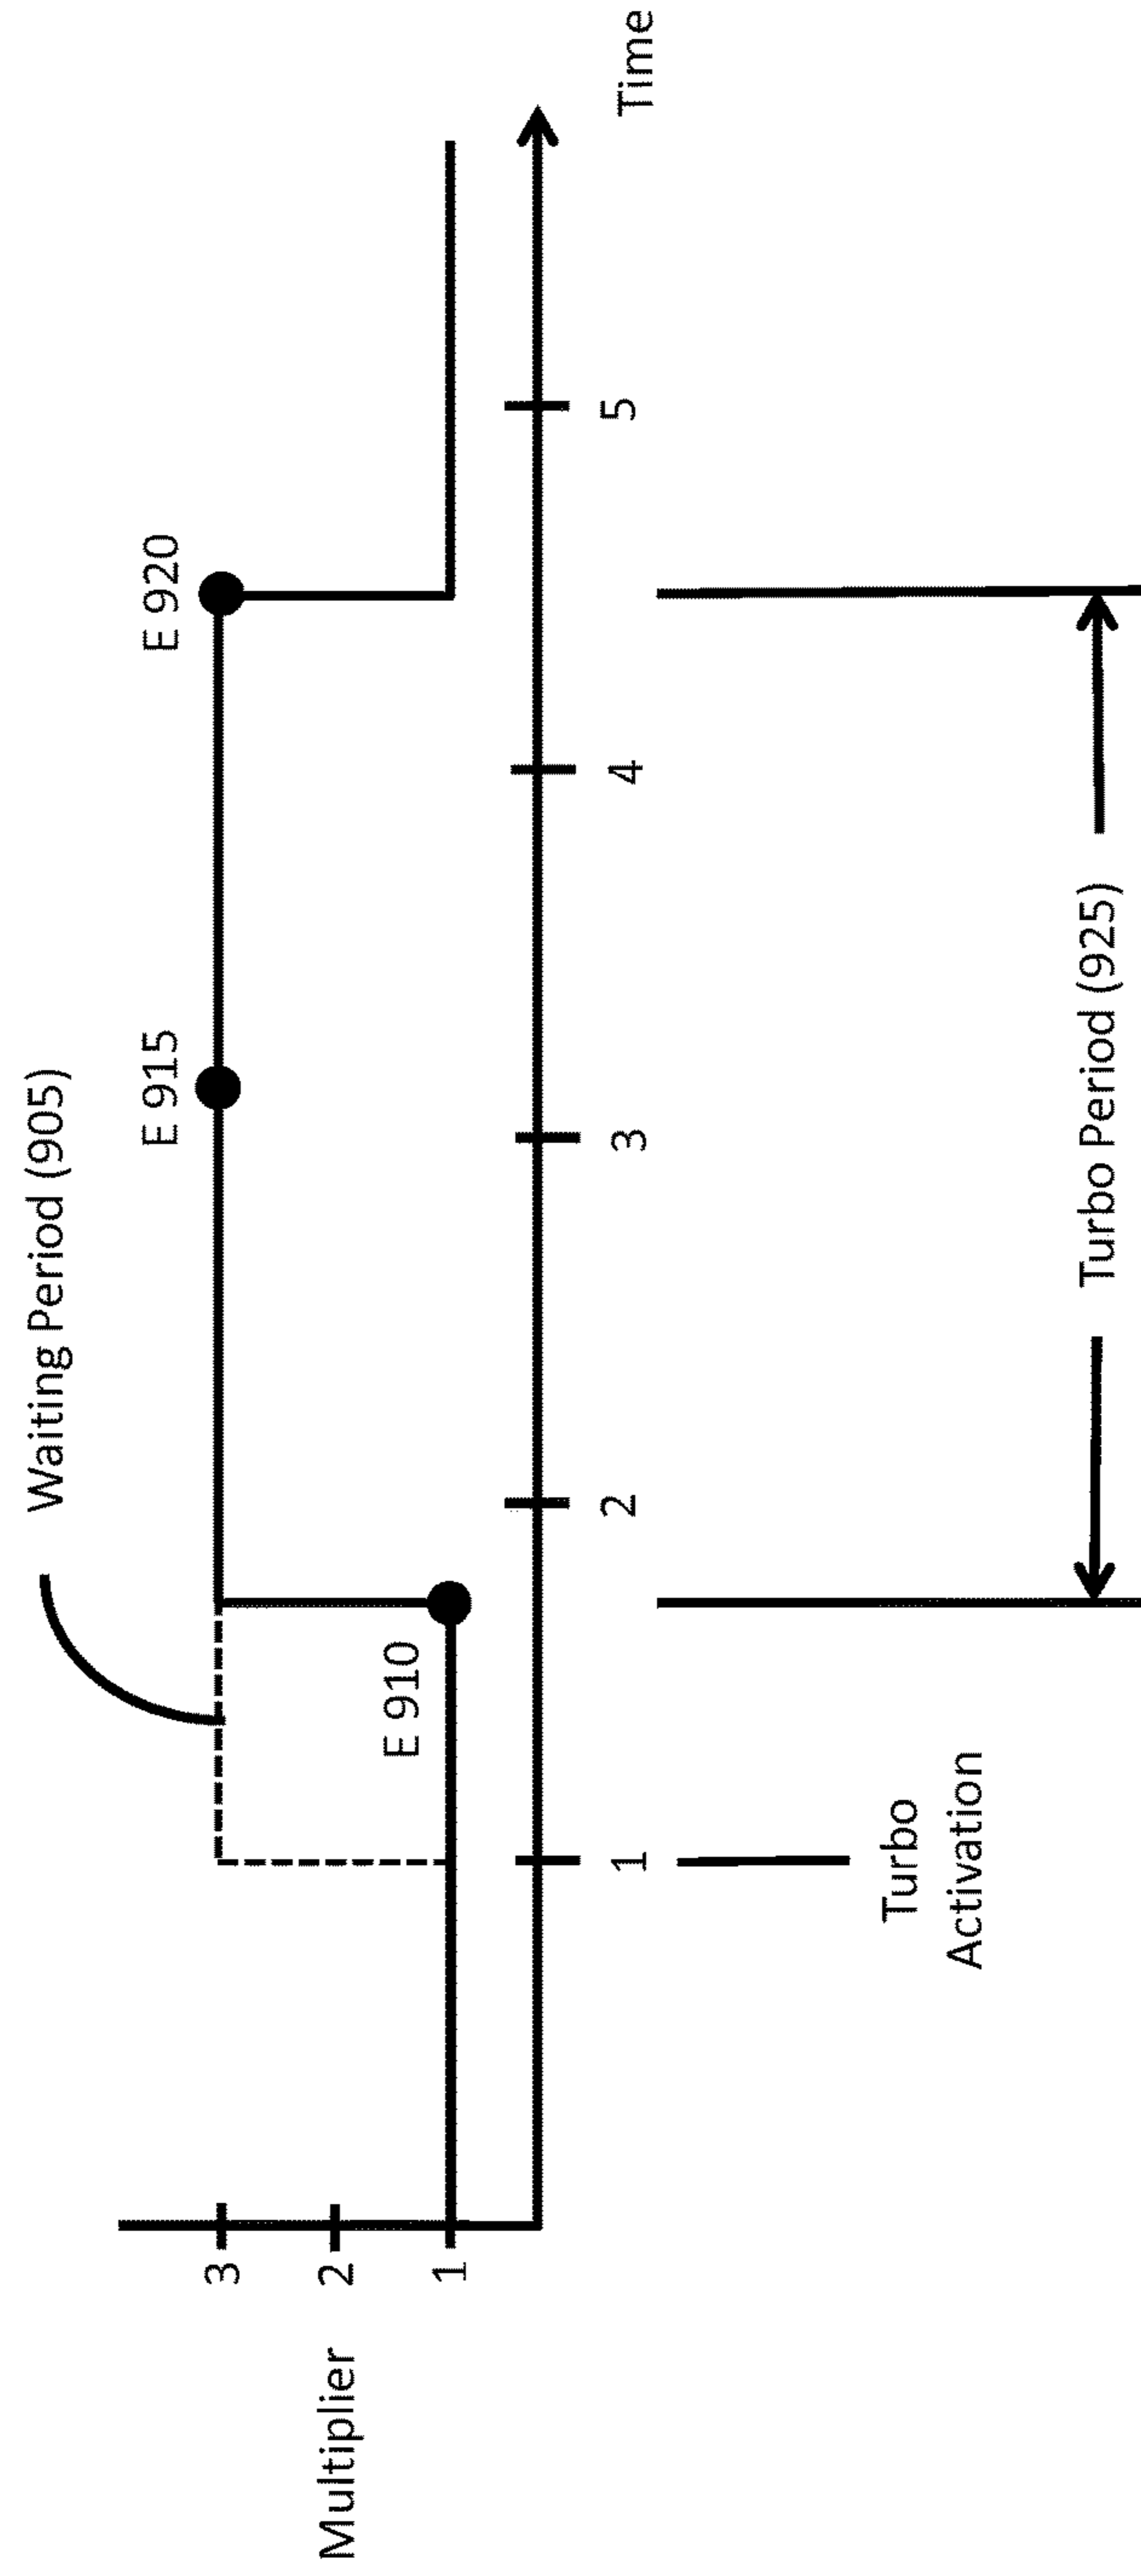 Waiting Period (905)
E 915
E 920
Multiplier
3
2
1
E 910
1
2
3
4
5
Time
Turbo
Activation
Turbo Period (925)